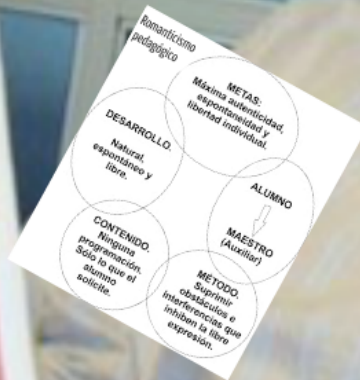 Romanticismo
pedagógico
METAS:
Máxima autenticidad,
espontaneidad y
libertad individual.
DESARROLLO.
Natural,
espontáneo y
libre.
ALUMNO
MAESTRO
(Auxiliar)
CONTENIDO.
Ninguna
programación.
Sólo lo que el
alumno
solicite.
MÉTODO.
Suprimir
obstáculos e
interferencias que
inhiben la libre
expresión.